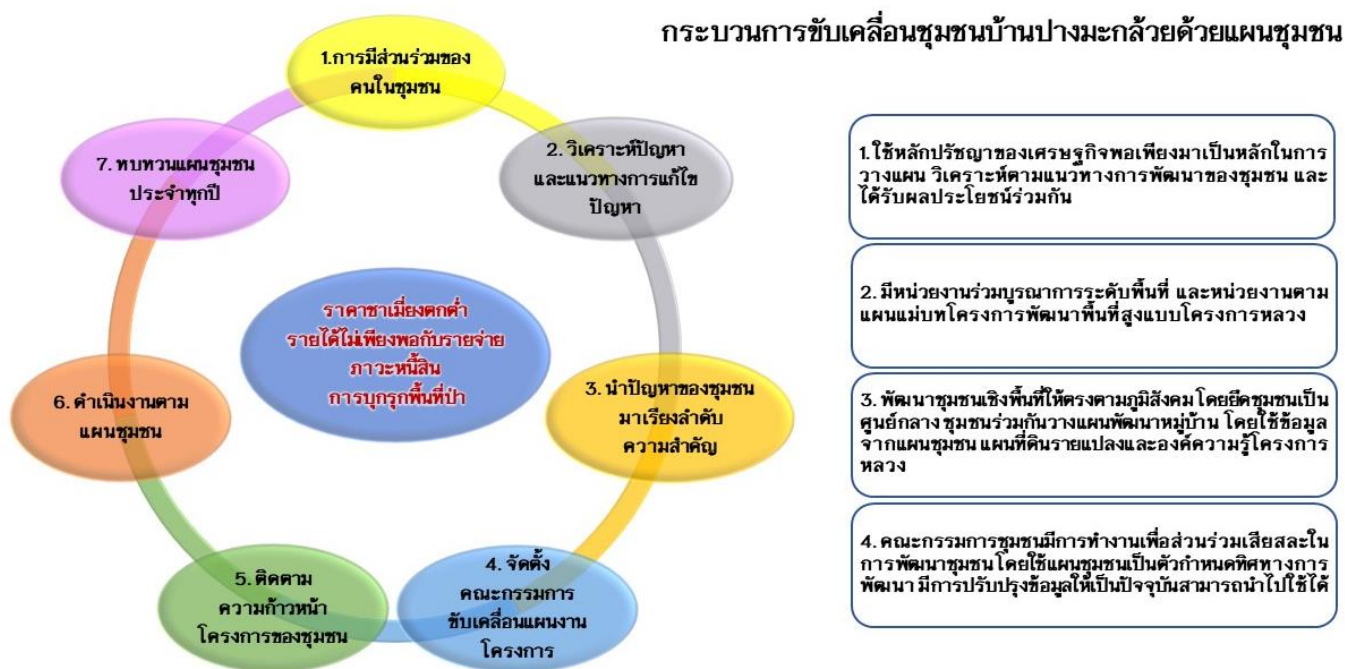 กระบวนการขับเคลื่อนชุมชนบ้านปางมะกล้วยด้วยแผนชุมชน
1.การมีส่วนร่วมของ
คนในชุมชน
2. วิเคราะห์ปัญหา
และแนวทางการแก้ไข
ปัญหา
3. นำปัญหาของชุมชน
มาเรียงลำดับ
ความสำคัญ
4. จัดตั้ง
คณะกรรมการ
ขับเคลื่อนแผนงาน
โครงการ
5. ติดตาม
ความก้าวหน้า
โครงการของชุมชน
6. ดำเนินงานตาม
แผนชุมชน
7. ทบทวนแผนชุมชน
ประจำทุกปี
ราคาชาเมี่ยงตกต่ำ
รายได้ไม่เพียงพอกับรายจ่าย
ภาวะหนี้สิน
การบุกรุกพื้นที่ป่า
1.ใช้หลักปรัชญาของเศรษฐกิจพอเพียงมาเป็นหลักในการ
วางแผน วิเคราะห์ตามแนวทางการพัฒนาของชุมชน และ
ได้รับผลประโยชน์ร่วมกัน
2. มีหน่วยงานร่วมบูรณาการระดับพื้นที่ และหน่วยงานตาม
แผนแม่บทโครงการพัฒนาพื้นที่สูงแบบโครงการหลวง
3. พัฒนาชุมชนเชิงพื้นที่ให้ตรงตามภูมิสังคม โดยยึดชุมชนเป็น
ศูนย์กลาง ชุมชนร่วมกันวางแผนพัฒนาหมู่บ้าน โดยใช้ข้อมูล
จากแผนชุมชน แผนที่ดินรายแปลงและองค์ความรู้โครงการ
หลวง
4. คณะกรรมการชุมชนมีการทำงานเพื่อส่วนร่วมเสียสละใน
การพัฒนาชุมชน โดยใช้แผนชุมชนเป็นตัวกำหนดทิศทางการ
พัฒนา มีการปรับปรุงข้อมูลให้เป็นปัจจุบันสามารถนำไปใช้ได้